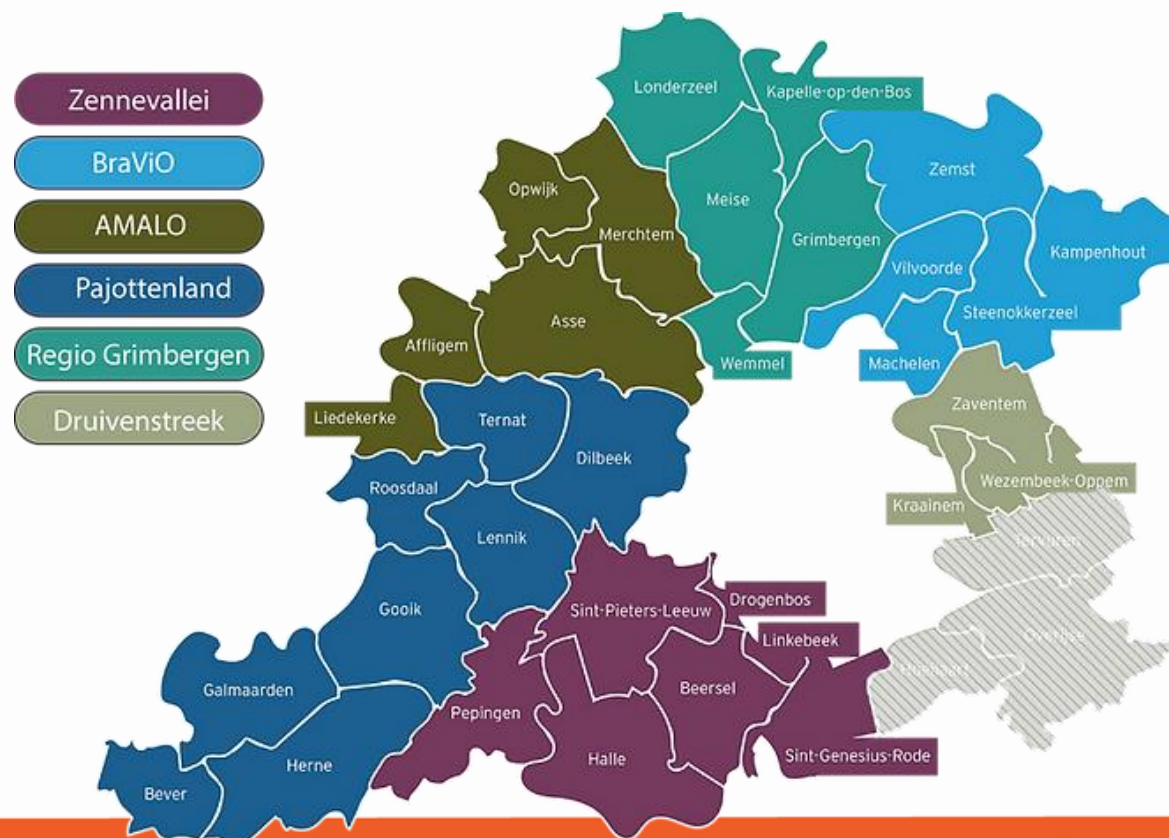 Zennevallei
BraViO
AMALO
Pajottenland
Regio Grimbergen
Druivenstreek
Londerzeel
Kapelle-op-den-Bos
Zemst
Opwijk
Meise
Merchtem
Grimbergen
Kampenhout
Vilvoorde
Steenokkerzeel
Asse
Affligem
Wemmel
Machelen
Zaventem
Liedekerke
Ternat
Dilbeek
Roosdaal
Wezembeek-Oppem
Kraainem
Lennik
Tervuren
Gooik
Sint-Pieters-Leeuw
Drogenbos
Linkebeek
Overijse
Galmaarden
Beersel
Pepingen
Halle
Sint-Genesius-Rode
Herne
Bever